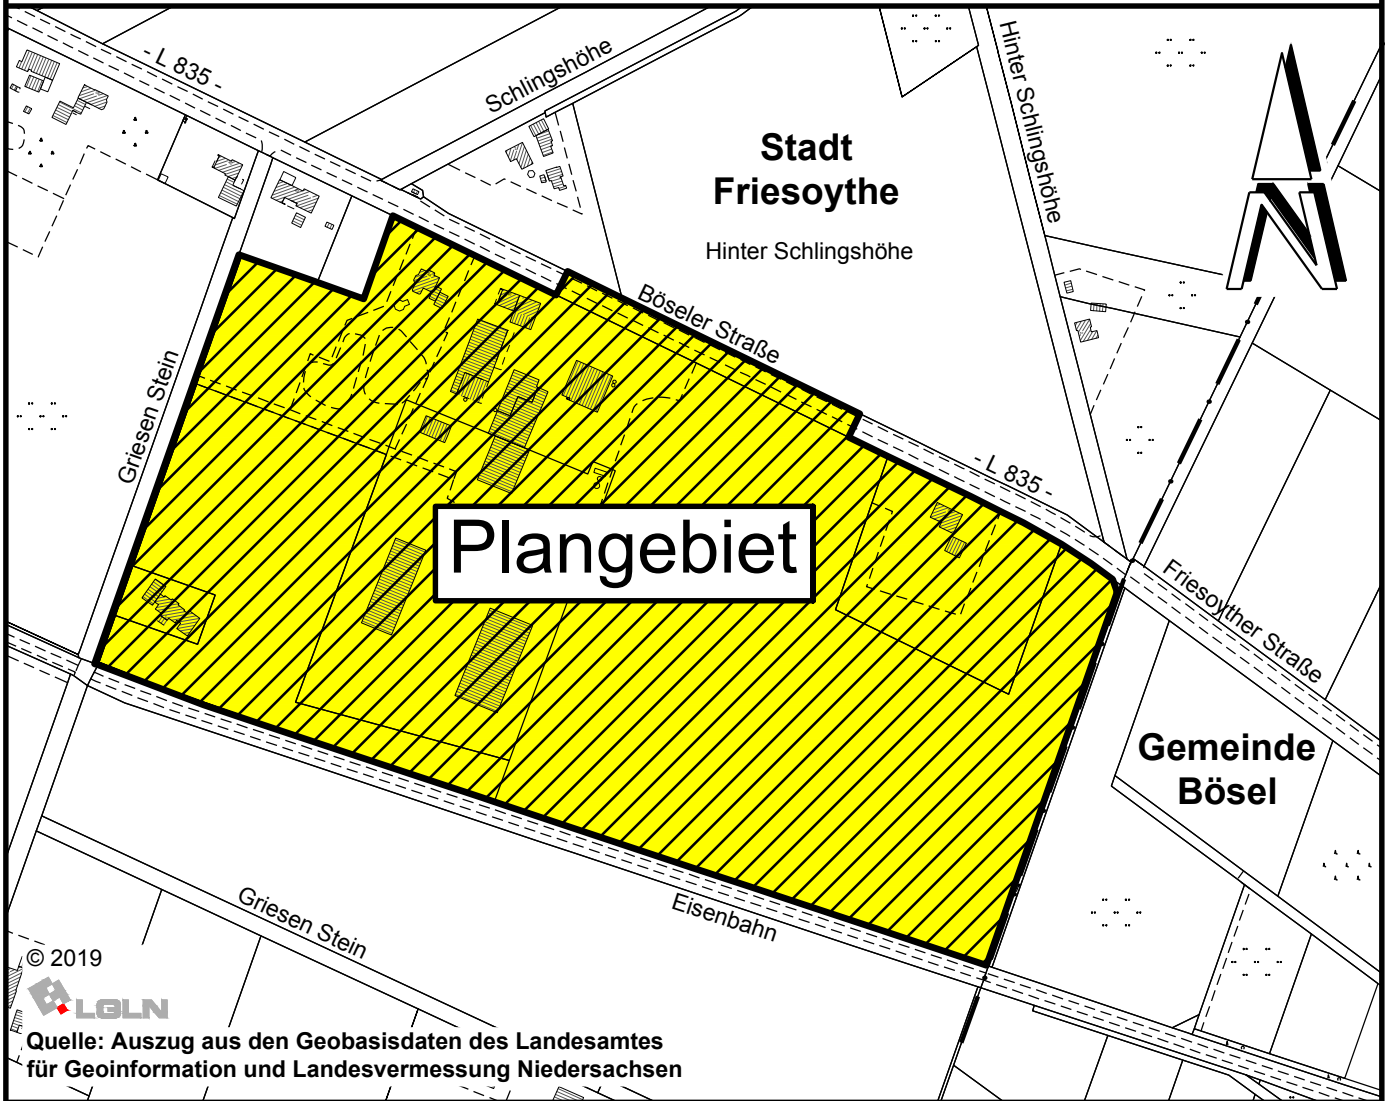 - L 835 -
Schlingshöhe
Hinter Schlingshöhe
Stadt
Friesoythe
Hinter Schlingshöhe
N
Böseler Straße
Griesen Stein
- L 835 -
Plangebiet
Friesoyther Straße
Gemeinde
Bösel
Griesen Stein
Eisenbahn
© 2019
LGLN
Quelle: Auszug aus den Geobasisdaten des Landesamtes
für Geoinformation und Landesvermessung Niedersachsen